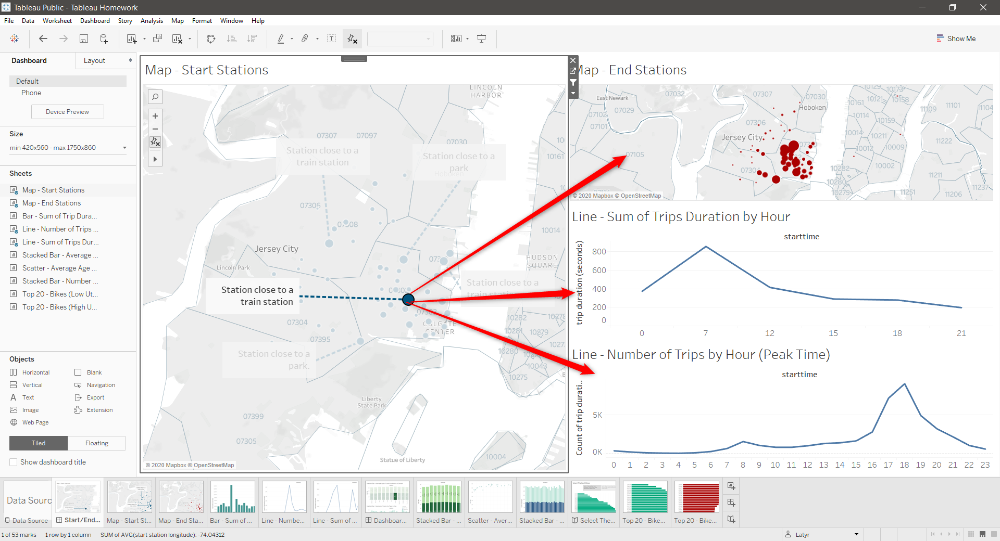 Tableau Public - Tableau Homework
File Data Worksheet Dashboard Story Analysis Map Format Window Help
Show Me
Dashboard
Layout
Default
Phone
Device Preview
Size
min 420x560 - max 1750x860
Sheets
Map - Start Stations
Map - End Stations
Bar - Sum of Trip Dura...
Line - Number of Trips ...
Line - Sum of Trips Dur...
Stacked Bar - Average ...
Scatter - Average Age ...
Stacked Bar - Number ...
Top 20 - Bikes (Low Ut...
Top 20 - Bikes (High U...
Objects
Horizontal
Blank
Vertical
Navigation
Text
Export
Image
Extension
Web Page
Tiled
Floating
Show dashboard title
Map - Start Stations
LINCOLN
HARBOR
07307
07097
07030
Station close to a
train station
Station close to a
park
Hoboken
10161
07306
07308
10014
Jersey City
Lincoln Park
HUDSON
SQUARE
Station close to a
train station
Station close to a
train station
07302
COLGATE
CENTER
10282
10278
10281
10279
07304
07395
Station close to a
park.
10280
10043
10275
Liberty
State Park
07399
07305
10004
Statue of Liberty
© 2020 Mapbox © OpenStreetMap
Map - End Stations
East Newark
07032
07307
07030
Hoboken
10129
10173
10161
10121
10158
07102
07029
10114
11109
11101
11104
07101
07306
10159
Jersey City
10014
10211
11222
07105
10012
10009
07304
10282
10002
11211
10280
10275
11251
11206
11237
© 2020 Mapbox © OpenStreetMap
Line - Sum of Trips Duration by Hour
starttime
trip duration (seconds)
800
600
400
200
0
0 7 12 15 18 21
Line - Number of Trips by Hour (Peak Time)
starttime
Count of trip durati..
5K
0K
0 1 2 3 4 5 6 7 8 9 10 11 12 13 14 15 16 17 18 19 20 21 22 23
Data Sourc
Data Source
Start/End...
Map - Start St...
Map - End Sta...
Bar - Sum of ...
Line - Numbe...
Line - Sum of ...
Dashboar...
Stacked Bar - ...
Scatter - Aver...
Stacked Bar - ...
Select The...
Top 20 - Bike...
Top 20 - Bike...
1 of 53 marks
1 row by 1 column
SUM of AVG(start station longitude): -74.04312
Latyr